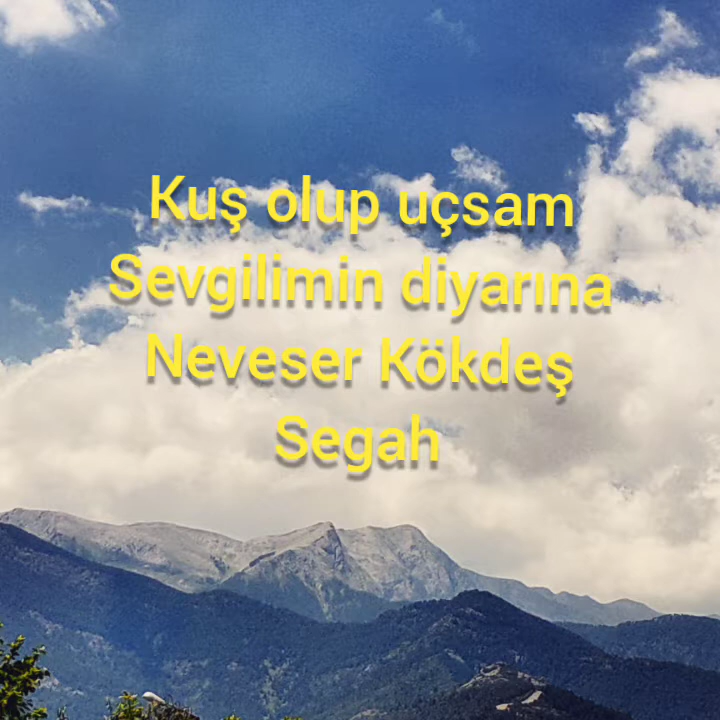 Kuş olup uçsam
Sevgilimin diyarına
Neveser Kökdeş
Segah